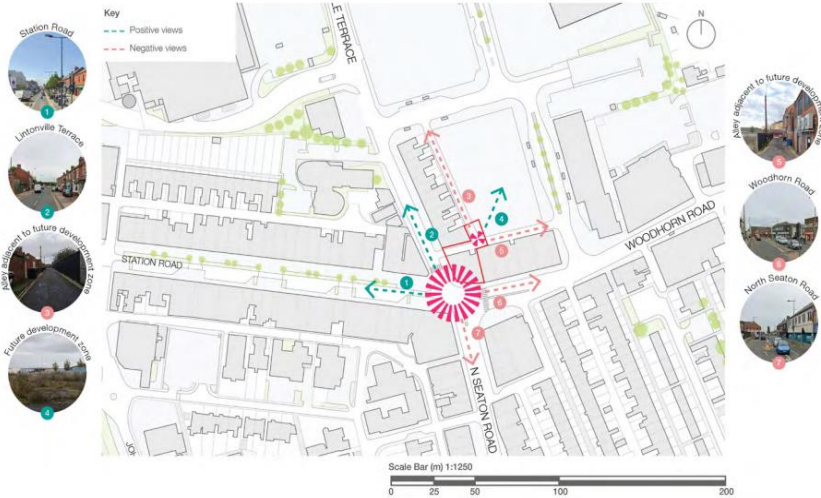 Key
Positive views
Negative views
N
LE TERRACE
Station Road
1
Lintonville Terrace
2
Alley adjacent to future development zone
3
Future development zone
4
STATION ROAD
WOODHORN ROAD
N SEATON ROAD
JO
1
2
3
4
5
6
7
Alley adjacent to future development zone
5
Woodhorn Road
6
North Seaton Road
7
Scale Bar (m) 1:1250
0 25 50 100 200